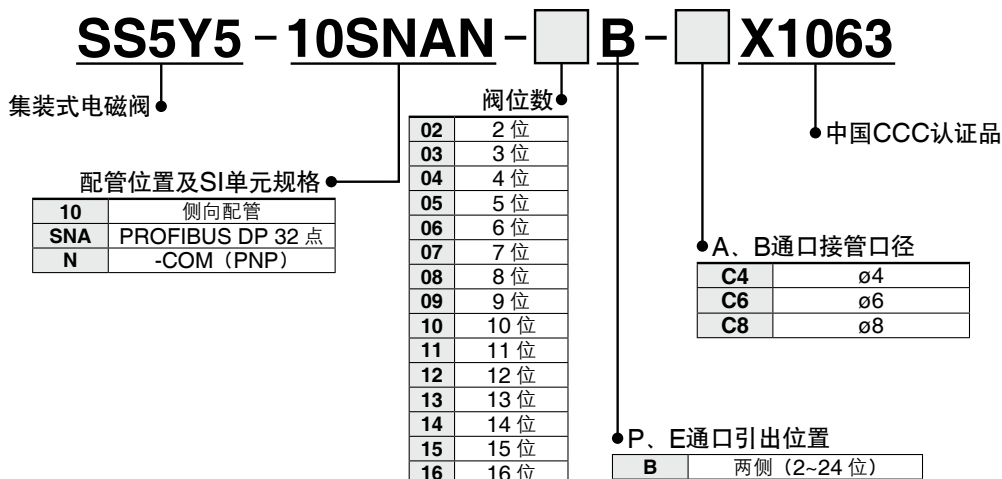 SS5Y5-10SNAN-□B-□X1063
集装式电磁阀
配管位置及SI单元规格
10 侧向配管
SNA PROFIBUS DP 32 点
N -COM（PNP）
阀位数
02 2 位
03 3 位
04 4 位
05 5 位
06 6 位
07 7 位
08 8 位
09 9 位
10 10 位
11 11 位
12 12 位
13 13 位
14 14 位
15 15 位
16 16 位
中国CCC认证品
A、B通口接管口径
C4 ø4
C6 ø6
C8 ø8
P、E通口引出位置
B 两侧（2~24 位）